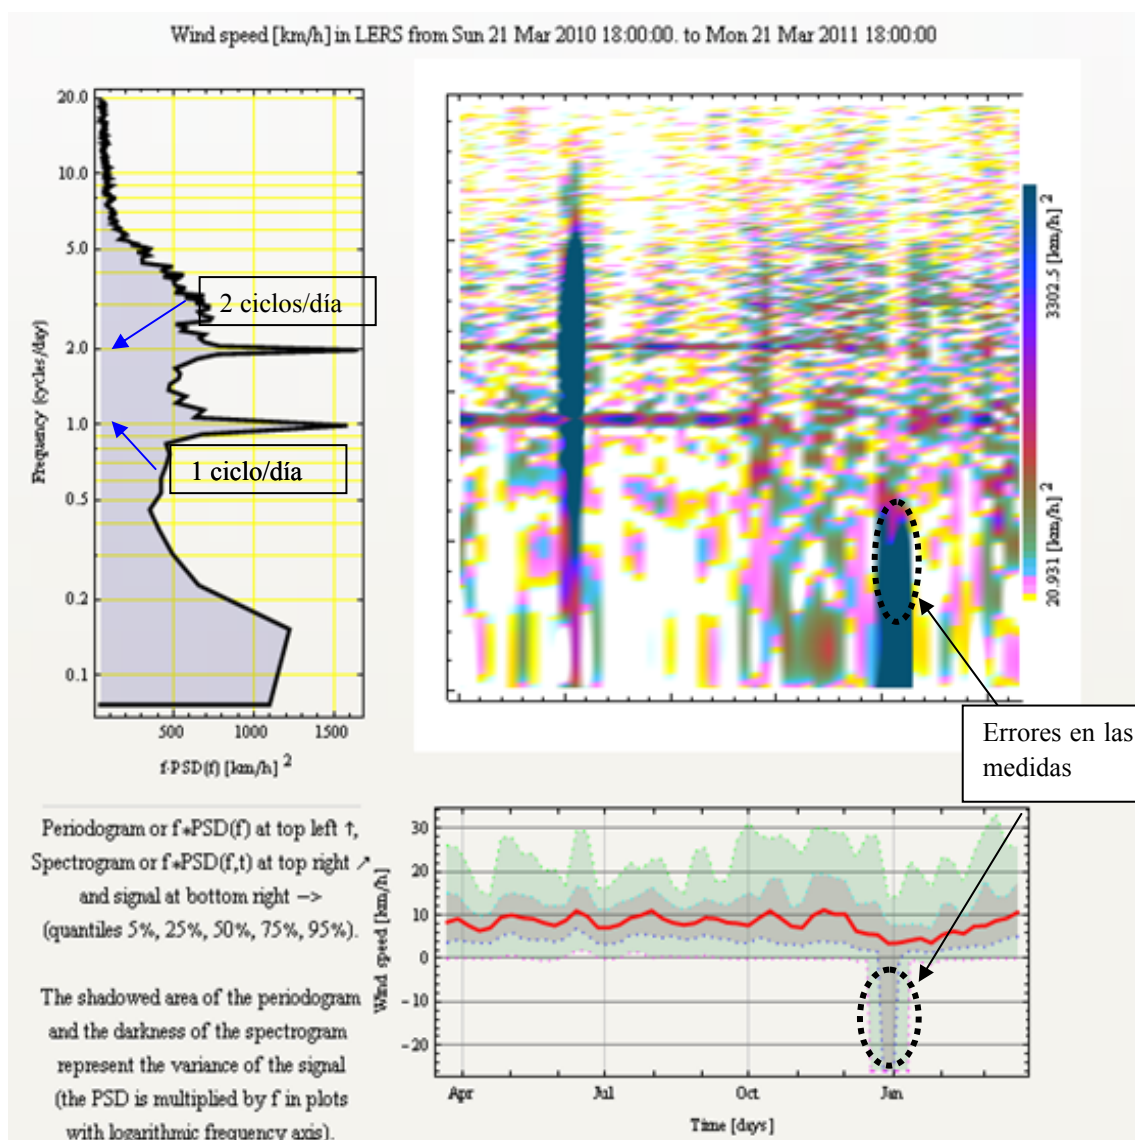 Wind speed [km/h] in LERS from Sun 21 Mar 2010 18:00:00. to Mon 21 Mar 2011 18:00:00
Frequency (cycles/day)
20.0
10.0
5.0
2.0
1.0
0.5
0.2
0.1
500
1000
1500
f·PSD(f) [km/h] 2
2 ciclos/día
1 ciclo/día
3302.5 [km/h] 2
20.931 [km/h] 2
Errores en las
medidas
Periodogram or f*PSD(f) at top left ↑,
Spectrogram or f*PSD(f,t) at top right ↗
and signal at bottom right -->
(quantiles 5%, 25%, 50%, 75%, 95%).
The shadowed area of the periodogram
and the darkness of the spectrogram
represent the variance of the signal
(the PSD is multiplied by f in plots
with logarithmic frequency axis).
Wind speed [km/h]
30
20
10
0
-10
-20
Apr
Jul
Oct
Jan
Time [days]